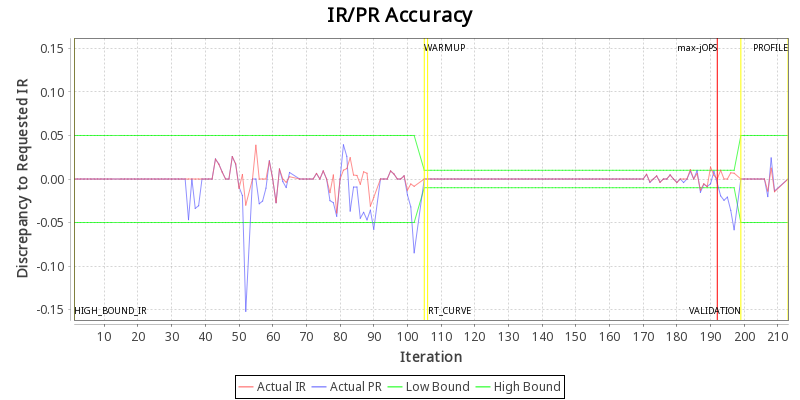 IR/PR Accuracy
Discrepancy to Requested IR
0.15
0.10
0.05
0.00
-0.05
-0.10
-0.15
WARMUP
max-jOPS
PROFILE
HIGH_BOUND_IR
RT_CURVE
VALIDATION
10 20 30 40 50 60 70 80 90 100 110 120 130 140 150 160 170 180 190 200 210
Iteration
Actual IR Actual PR Low Bound High Bound